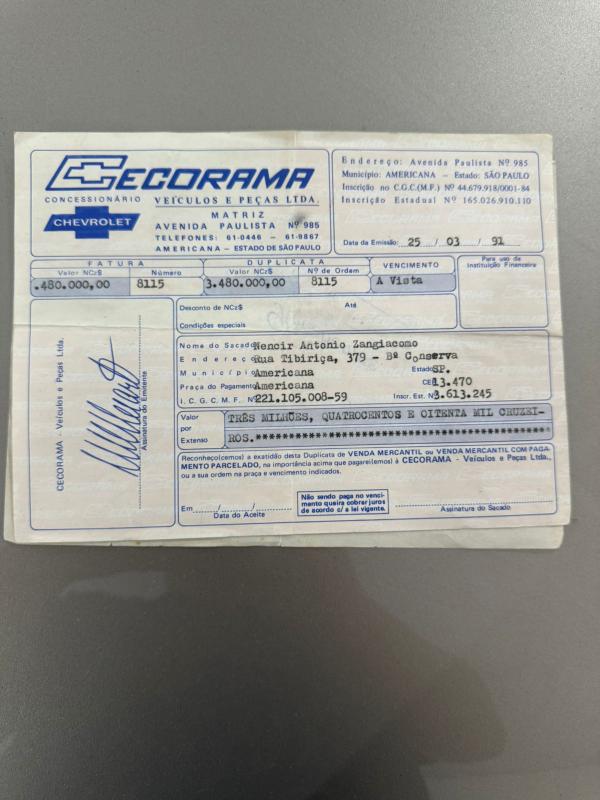 CECORAMA
CONCESSIONÁRIO VEÍCULOS E PEÇAS LTDA.
CHEVROLET
MATRIZ
AVENIDA PAULISTA Nº 985
TELEFONES: 61-0446 - 61-9867
AMERICANA - ESTADO DE SÃO PAULO
Endereço: Avenida Paulista Nº 985
Município: AMERICANA - Estado: SÃO PAULO
Inscrição no C.G.C.(M.F.) Nº 44.679.918/0001-84
Inscrição Estadual Nº 165.026.910.110
Data da Emissão: 25 / 03 / 91
FATURA DUPLICATA VENCIMENTO
Valor NCz$ Número Valor NCz$ Nº de Ordem
.480.000,00 8115 3.480.000,00 8115 A Vista
Para uso da
Instituição Financeira
Desconto de NCz$ Até
Condições especiais
Nome do Sacado Nencir Antonio Zangiacomo
Endereço Rua Tibiriça, 379 - Bº Conserva
Município Americana Estado SP.
Praça do Pagamento Americana CEP 13.470
I.C.G.C.M.F. Nº 221.105.008-59 Inscr. Est. Nº 3.613.245
Valor
por
Extenso
TRÊS MILHÕES, QUATROCENTOS E OITENTA MIL CRUZEI-
ROS.
Reconheço(cemos) a exatidão desta Duplicata de VENDA MERCANTIL ou VENDA MERCANTIL COM PAGA-
MENTO PARCELADO, na importância acima que pagarei(emos) à CECORAMA - Veículos e Peças Ltda.,
ou a sua ordem na praça e vencimento indicados.
Em / /
Data do Aceite
Não sendo paga no venci-
mento queira cobrar juros
de acordo c/a lei vigente.
Assinatura do Sacado
CECORAMA - Veículos e Peças Ltda.
Assinatura do Emitente